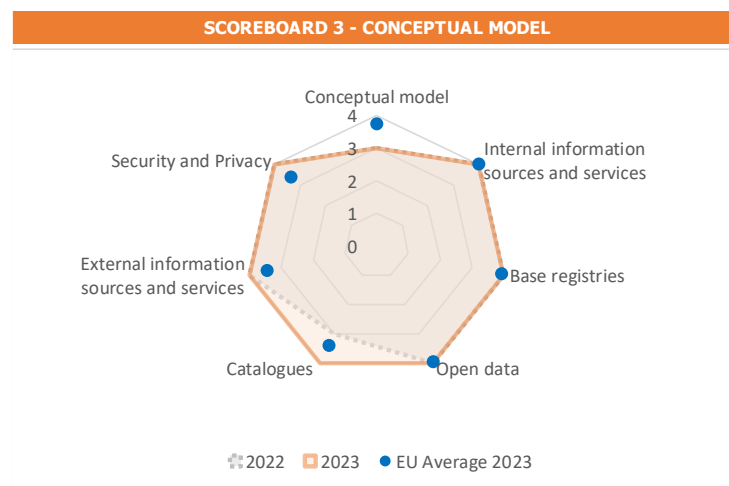 SCOREBOARD 3 - CONCEPTUAL MODEL
Conceptual model
4
3
2
1
0
Internal information
sources and services
Security and Privacy
External information
sources and services
Base registries
Catalogues
Open data
2022
2023
EU Average 2023